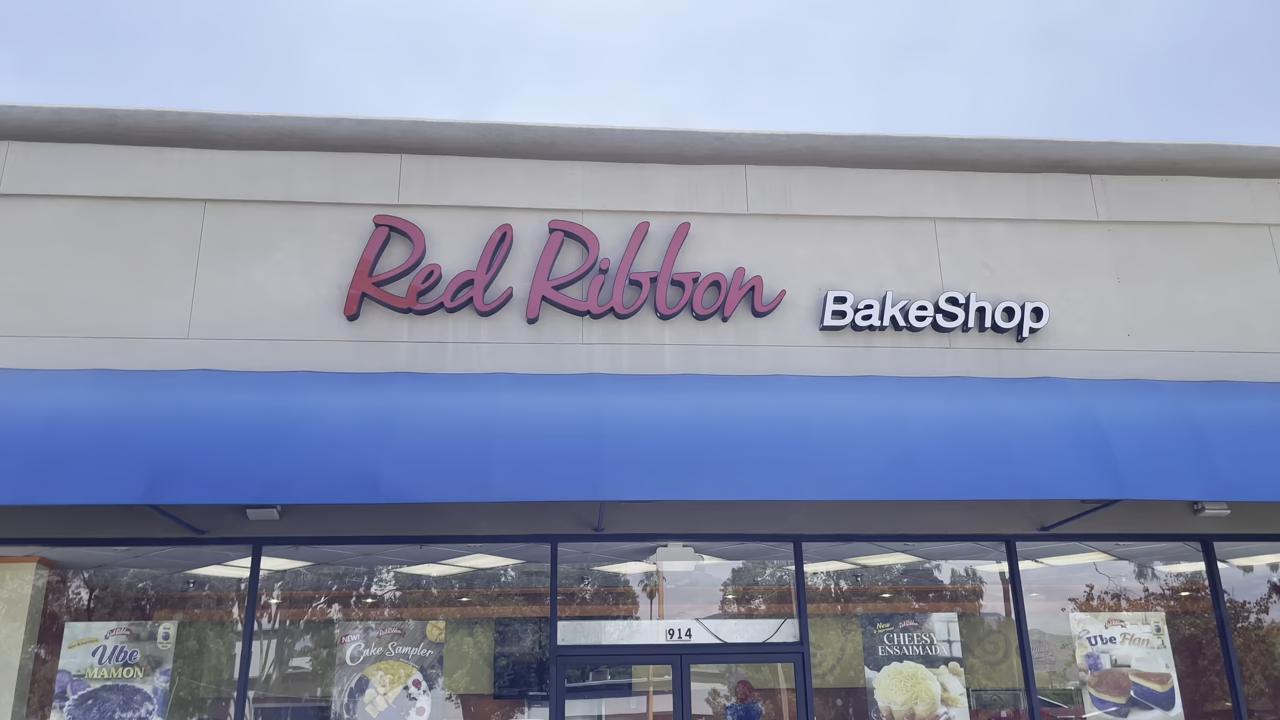 Red Ribbon BakeShop
914
Ube
MAMON
NEW!
Cake Sampler
New
CHEESY
ENSAIMADA
Ube Flan